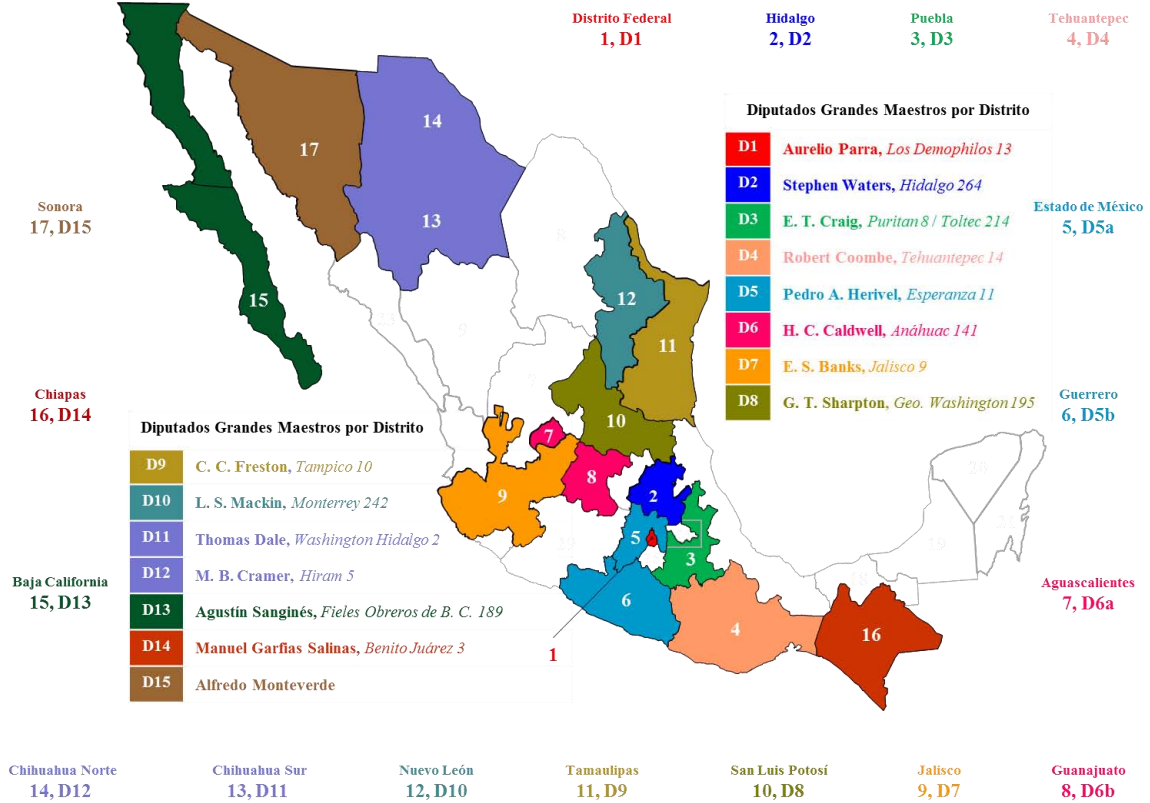 Distrito Federal
1, D1
Hidalgo
2, D2
Puebla
3, D3
Tehuantepec
4, D4
Diputados Grandes Maestros por Distrito
D1 Aurelio Parra, Los Demophilos 13
D2 Stephen Waters, Hidalgo 264
D3 E. T. Craig, Puritan 8 / Toltec 214
D4 Robert Coombe, Tehuantepec 14
D5 Pedro A. Herivel, Esperanza 11
D6 H. C. Caldwell, Anáhuac 141
D7 E. S. Banks, Jalisco 9
D8 G. T. Sharpton, Geo. Washington 195
Sonora
17, D15
Estado de México
5, D5a
Chiapas
16, D14
Guerrero
6, D5b
14
17
13
15
12
11
10
7
8
9
2
5
3
6
4
16
1
Diputados Grandes Maestros por Distrito
D9 C. C. Freston, Tampico 10
D10 L. S. Mackin, Monterrey 242
D11 Thomas Dale, Washington Hidalgo 2
D12 M. B. Cramer, Hiram 5
D13 Agustín Sanginés, Fieles Obreros de B. C. 189
D14 Manuel Garfias Salinas, Benito Juárez 3
D15 Alfredo Monteverde
Baja California
15, D13
Aguascalientes
7, D6a
Chihuahua Norte
14, D12
Chihuahua Sur
13, D11
Nuevo León
12, D10
Tamaulipas
11, D9
San Luis Potosí
10, D8
Jalisco
9, D7
Guanajuato
8, D6b